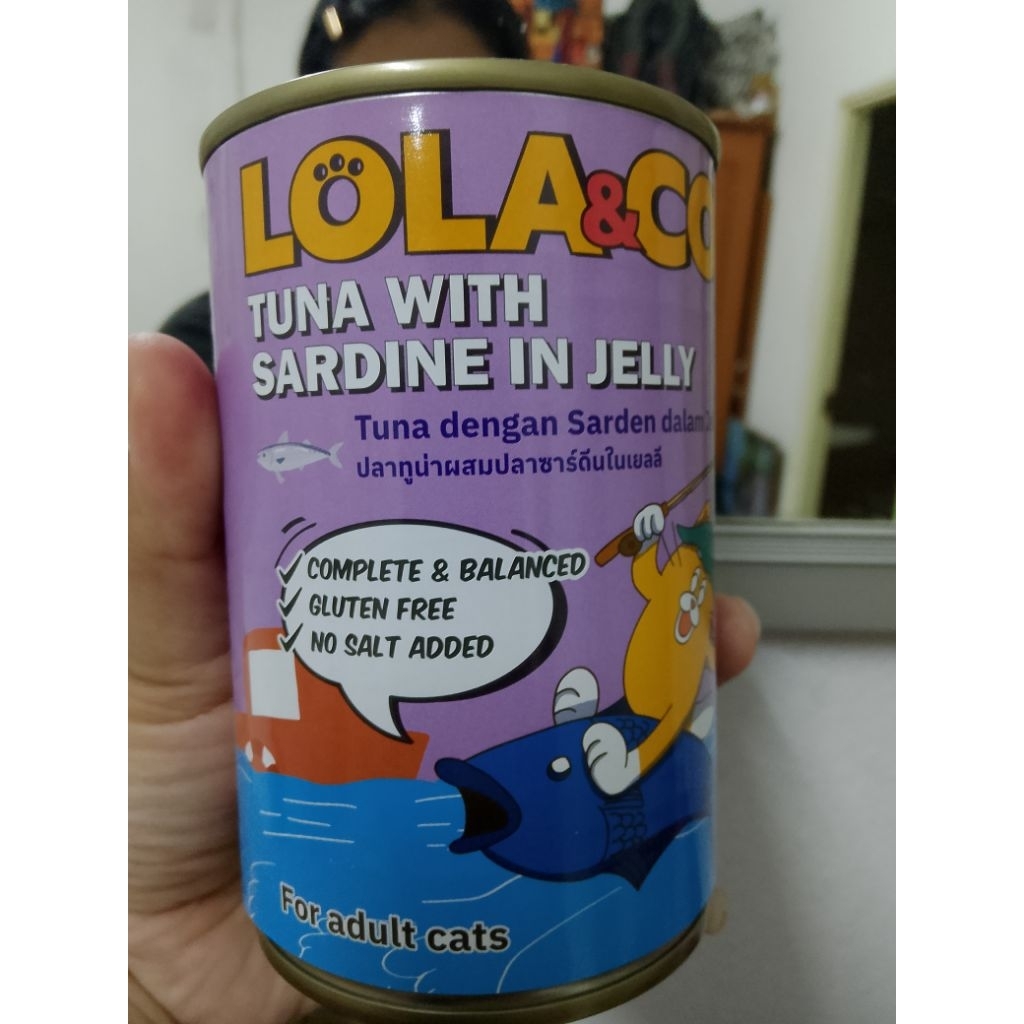 LOLA&CO
TUNA WITH
SARDINE IN JELLY
Tuna dengan Sarden dalam
ปลาทูน่าผสมปลาซาร์ดีนในเยลลี
COMPLETE & BALANCED
GLUTEN FREE
NO SALT ADDED
For adult cats